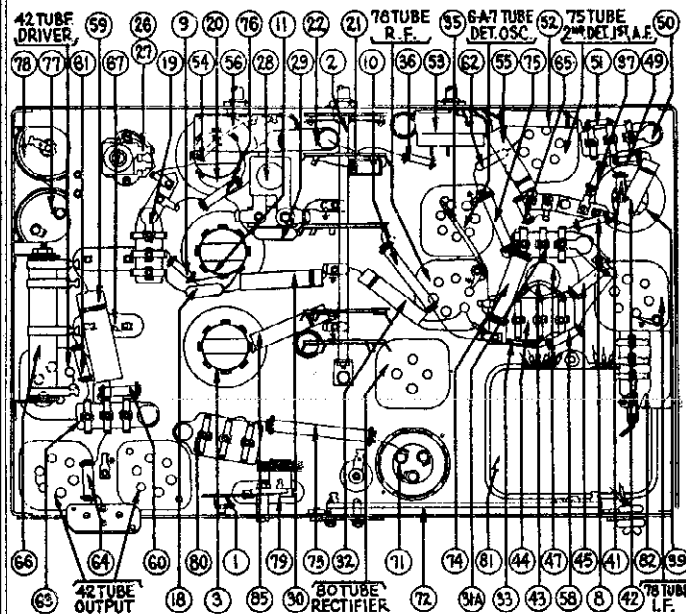 42 TUBE DRIVER 59 26 27 9 20 76 11 22 21 78 TUBE R.F. 35 6-A-7 TUBE DET. OSC. 52 75 TUBE 2ND DET. 1ST A.F. 50
78 77 61 67 19 54 56 28 29 2 10 36 53 62 55 75 65 51 37 49
66 64 60 80 1 79 73 32 71 74 81 44 47 45 41 82 39
63 42 TUBE OUTPUT 18 3 85 30 80 TUBE RECTIFIER 72 31A 33 43 58 8 42 78 TUBE I.F.